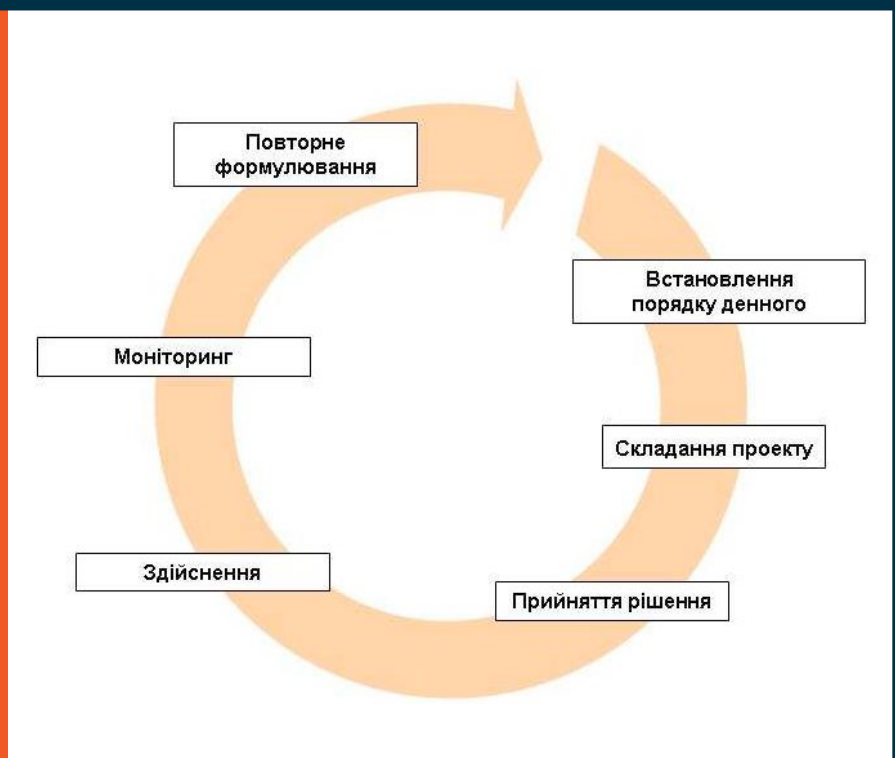 Повторне
формулювання
Встановлення
порядку денного
Моніторинг
Складання проекту
Здійснення
Прийняття рішення